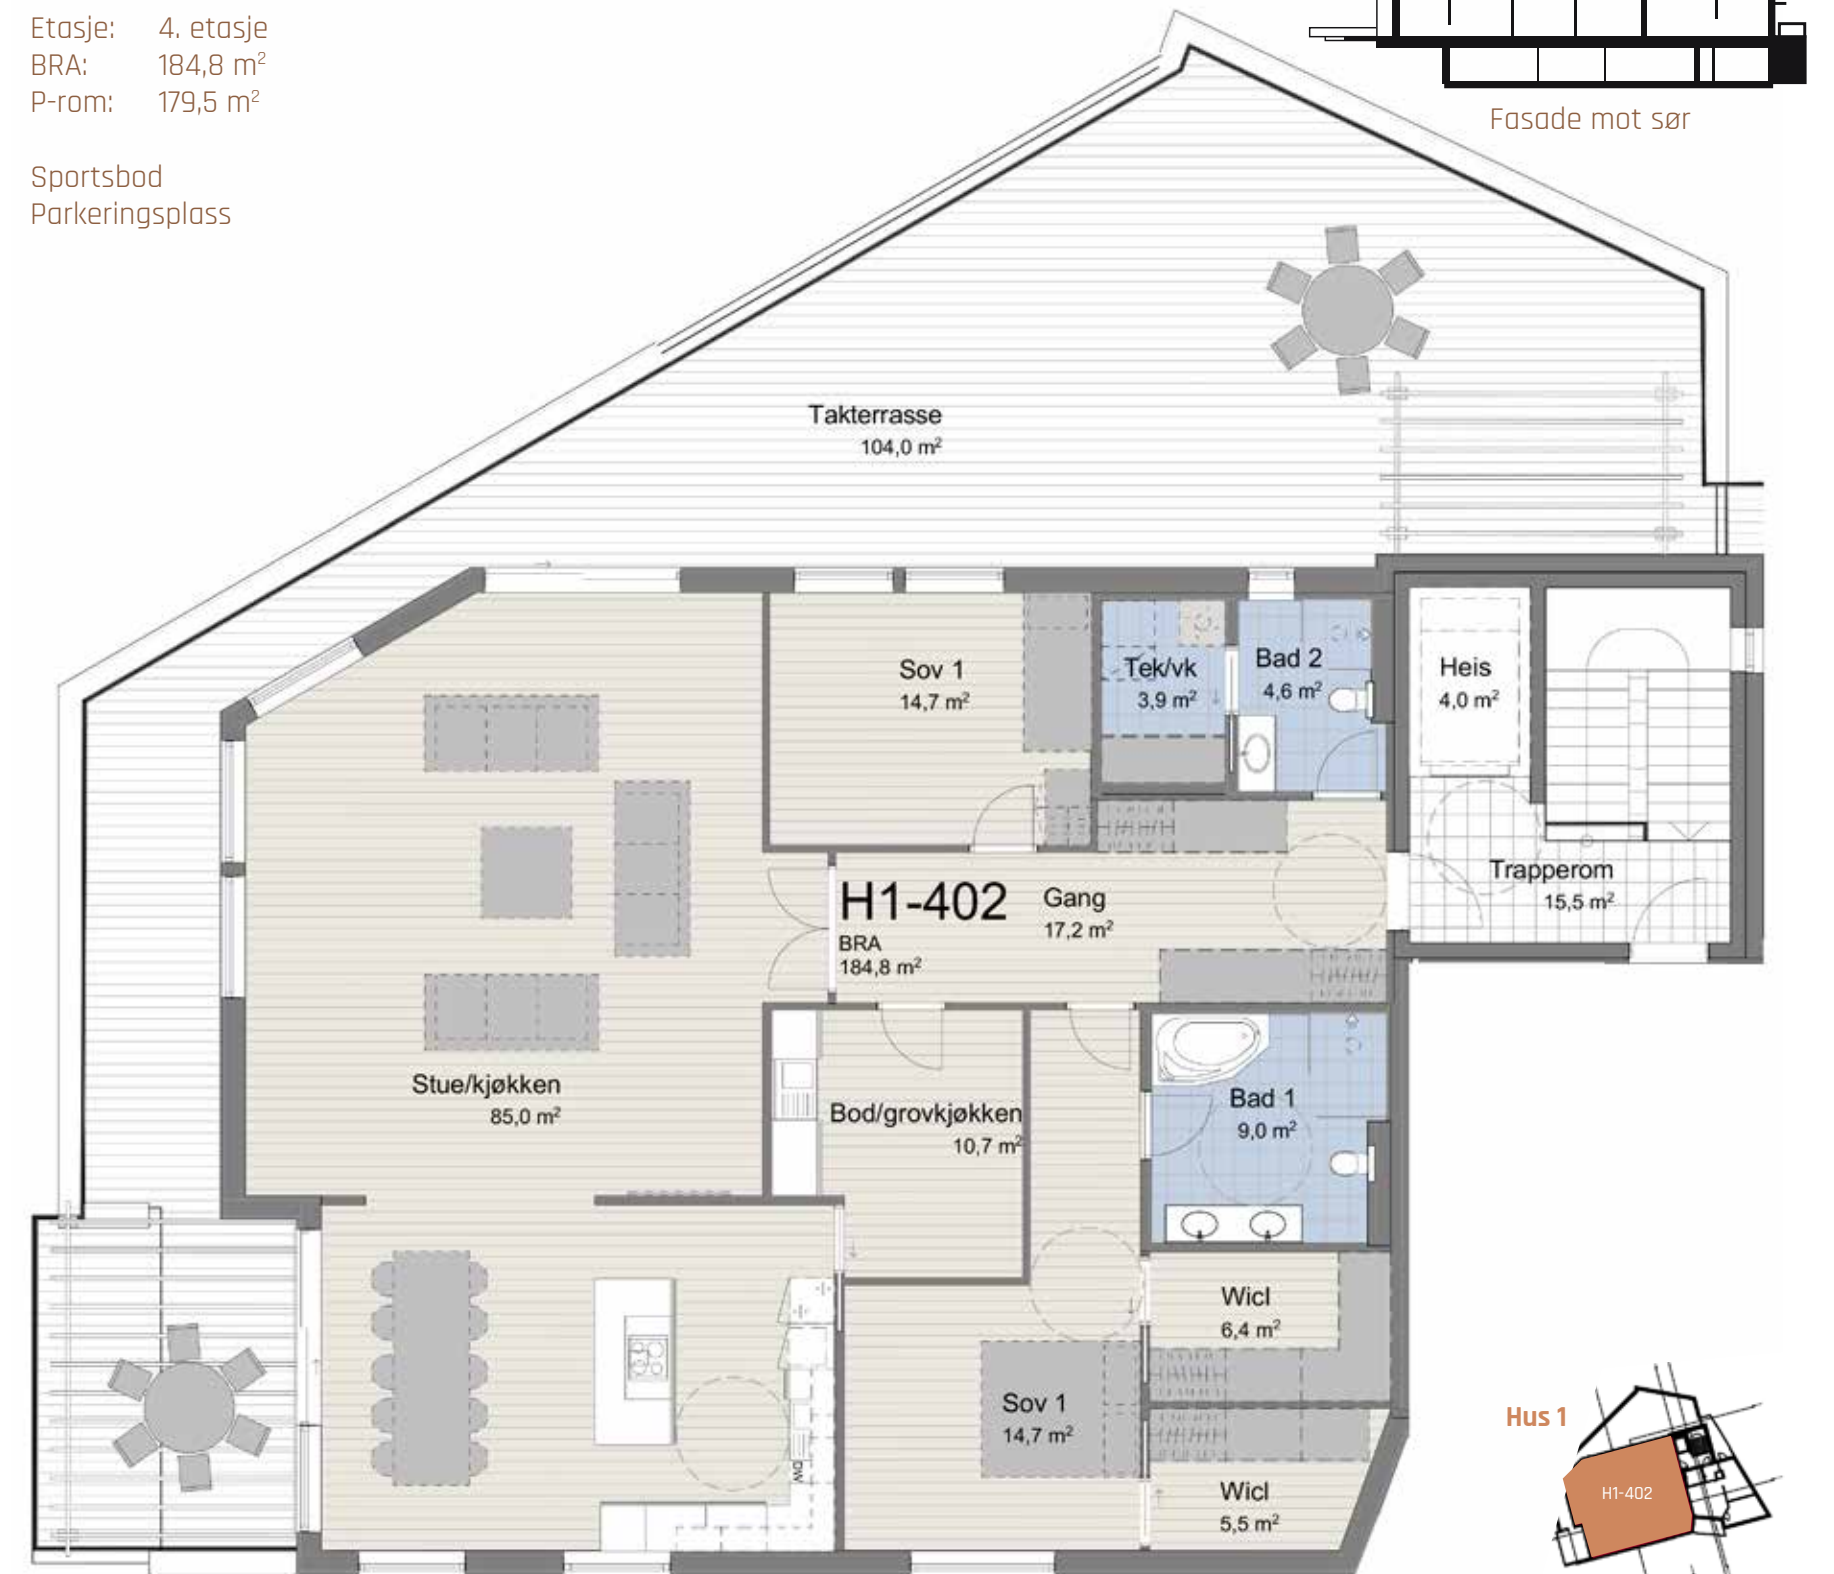 Etasje: 4. etasje
BRA: 184,8 m²
P-rom: 179,5 m²
Sportsbod
Parkeringsplass
Fasade mot sør
Takterrasse
104,0 m²
Sov 1
14,7 m²
Tek/vk
3,9 m²
Bad 2
4,6 m²
Heis
4,0 m²
Trapperom
15,5 m²
H1-402
BRA
184,8 m²
Gang
17,2 m²
Stue/kjøkken
85,0 m²
Bod/grovkjøkken
10,7 m²
Bad 1
9,0 m²
Wicl
6,4 m²
Sov 1
14,7 m²
Wicl
5,5 m²
DW
Hus 1
H1-402